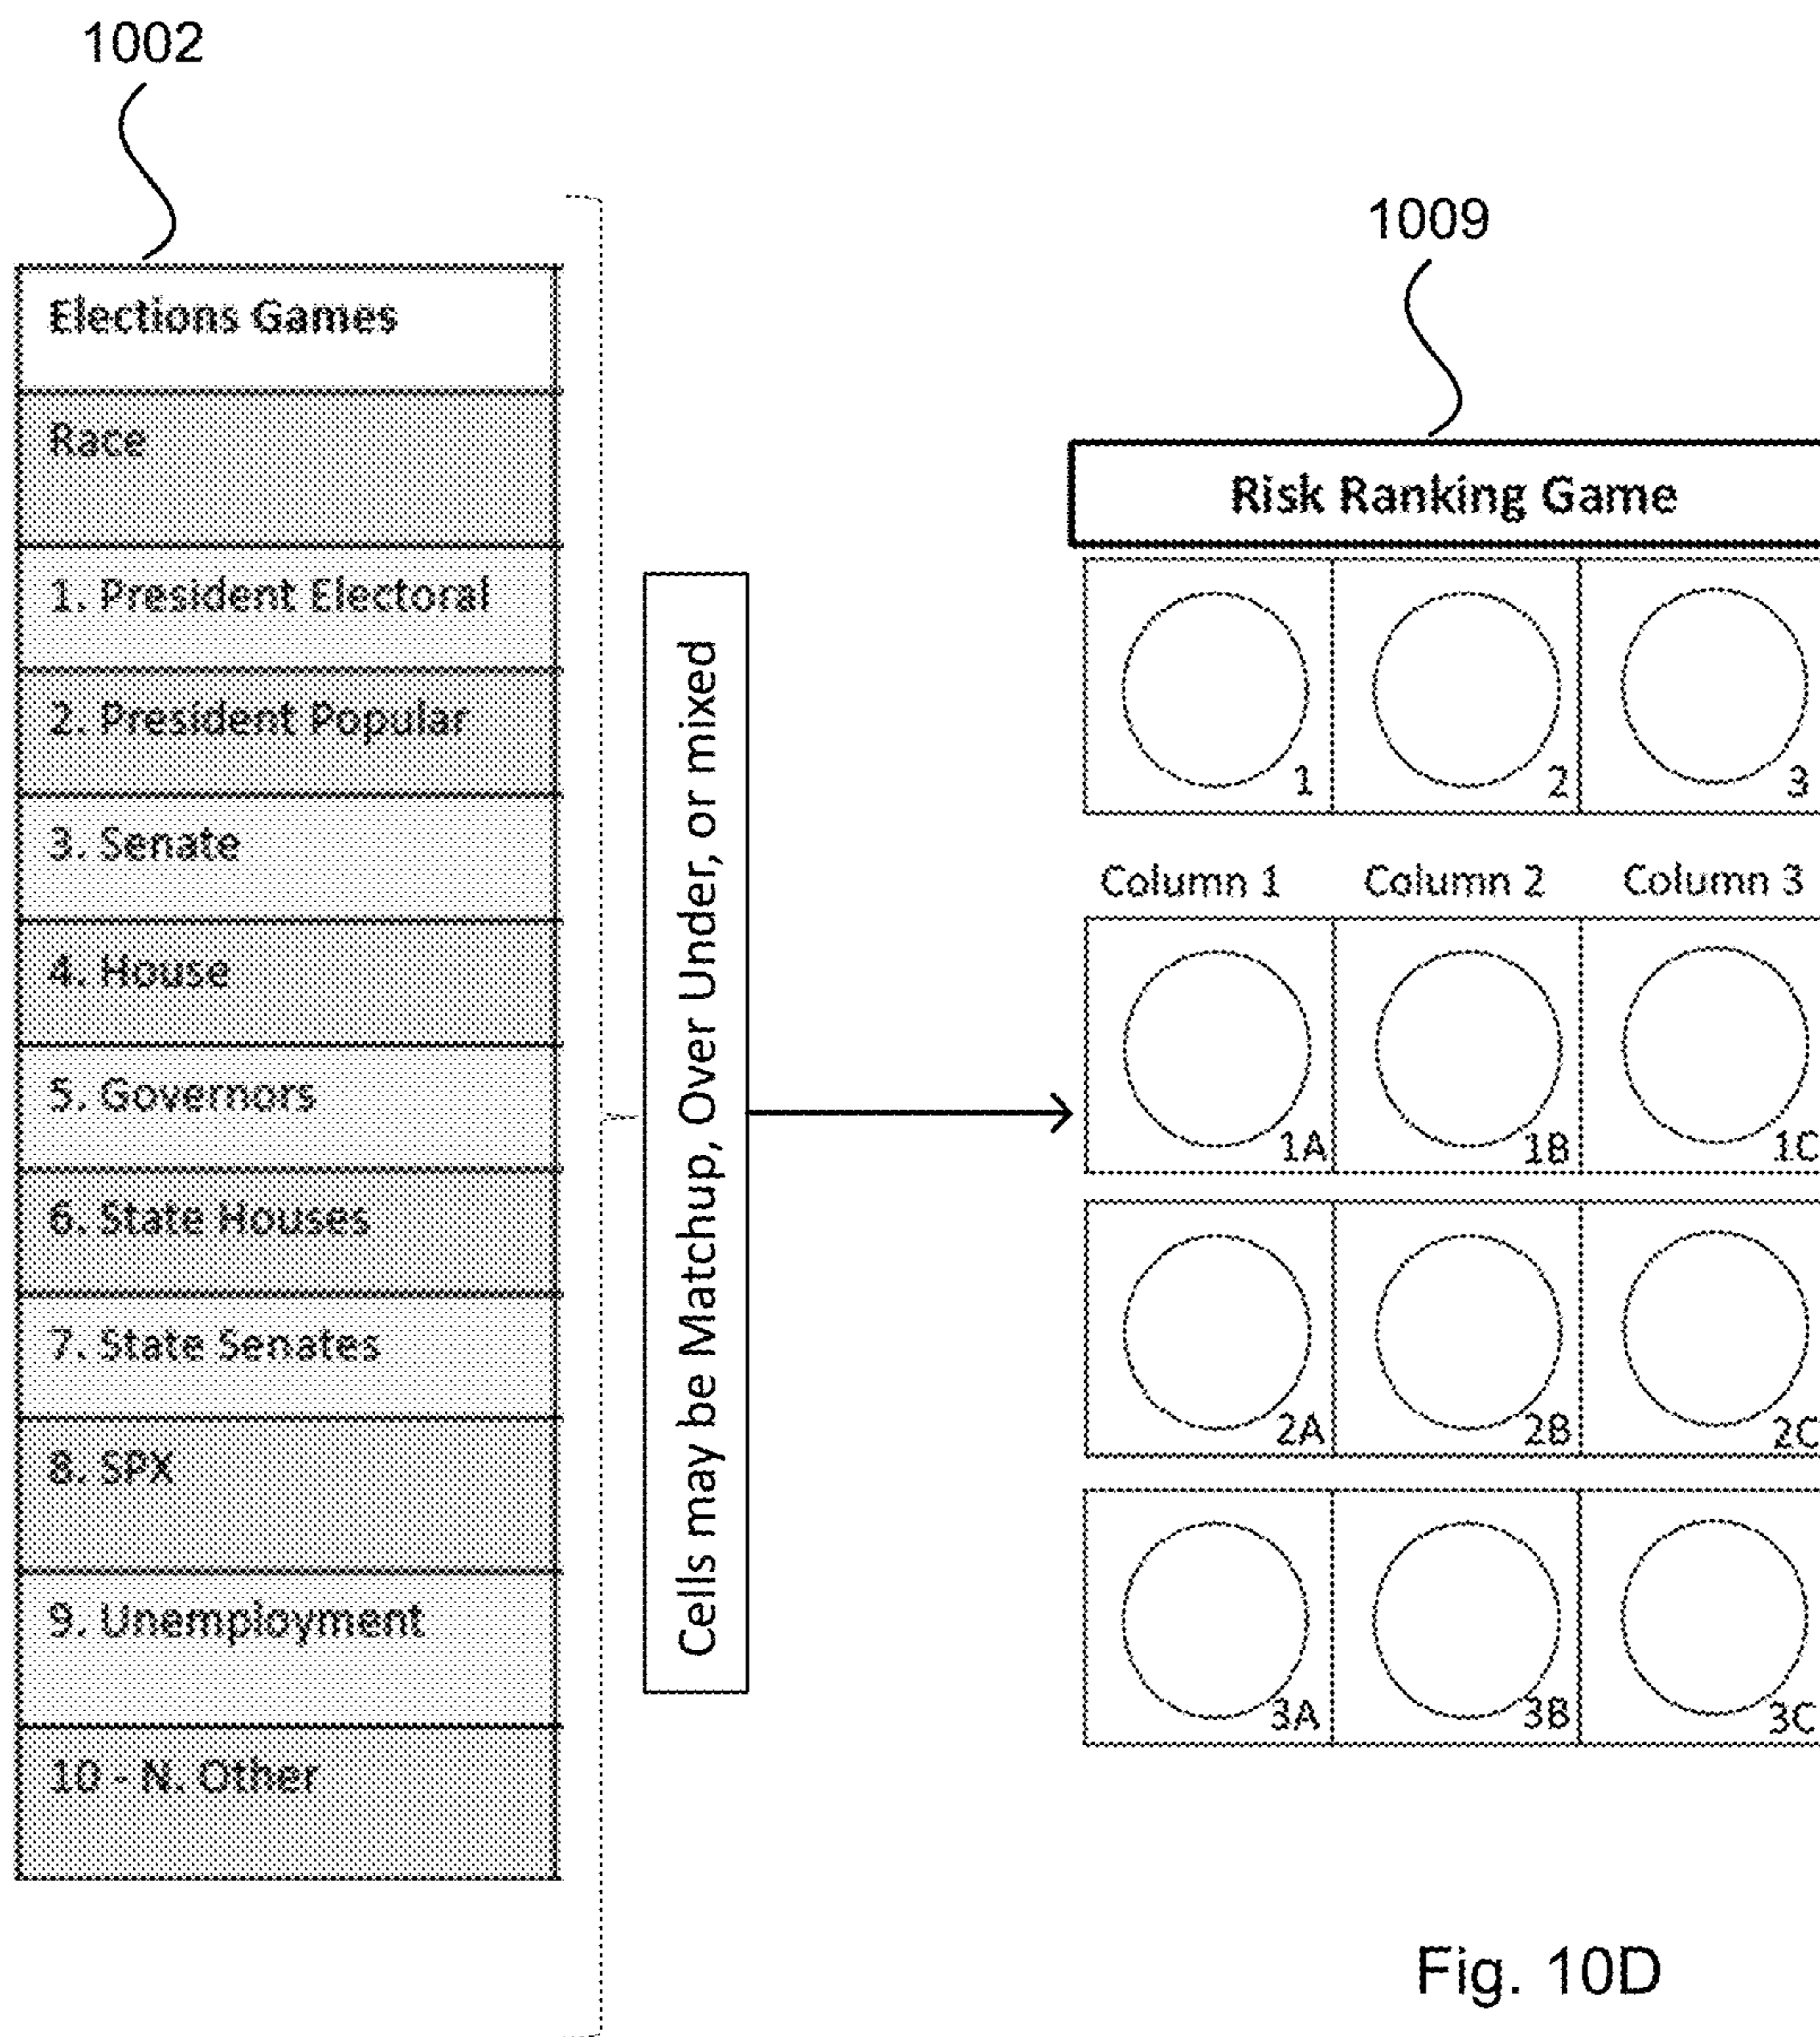 1002
Elections Games
Race
1. President Electoral
2. President Popular
3. Senate
4. House
5. Governors
6. State Houses
7. State Senates
8. SPX
9. Unemployment
10 - N. Other
Cells may be Matchup, Over Under, or mixed
1009
Risk Ranking Game
1 2 3
Column 1 Column 2 Column 3
1A 1B 1C
2A 2B 2C
3A 3B 3C
Fig. 10D